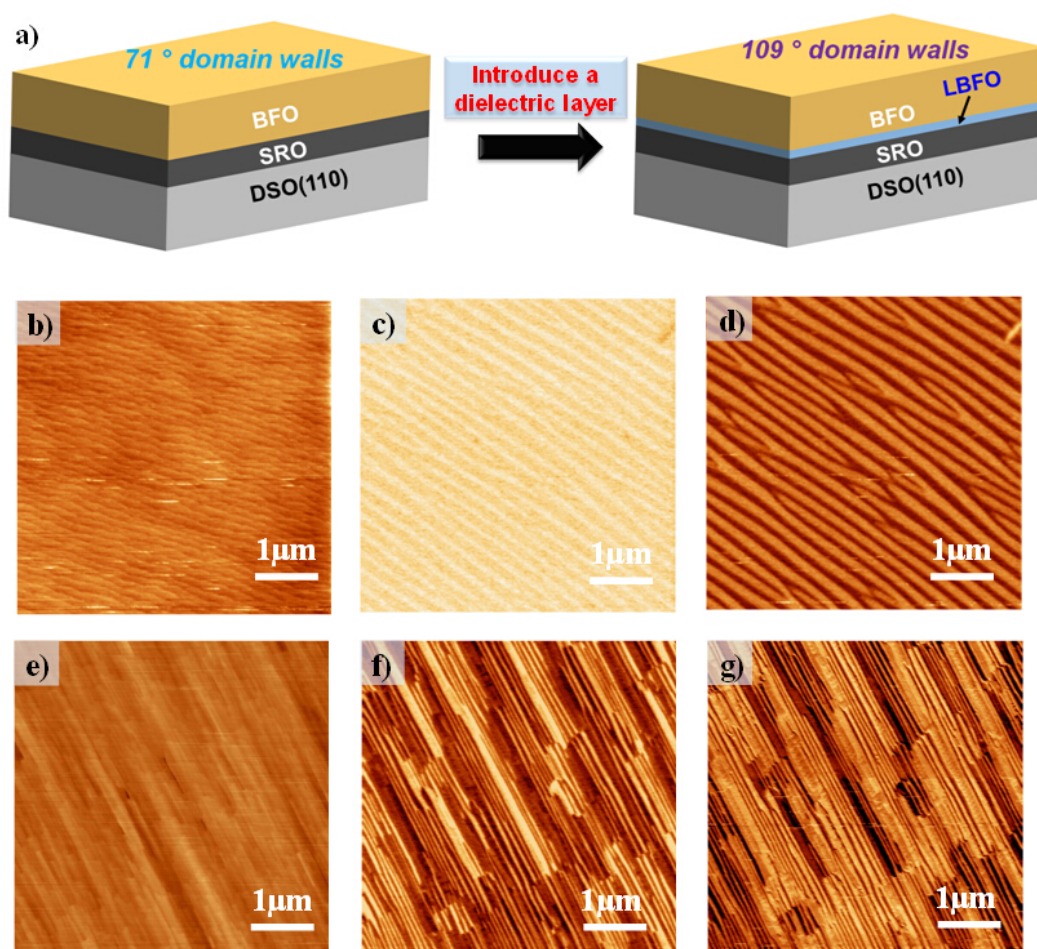 a)
71 ° domain walls
BFO
SRO
DSO(110)
Introduce a
dielectric layer
109 ° domain walls
LBFO
BFO
SRO
DSO(110)
b)
1μm
c)
1μm
d)
1μm
e)
1μm
f)
1μm
g)
1μm